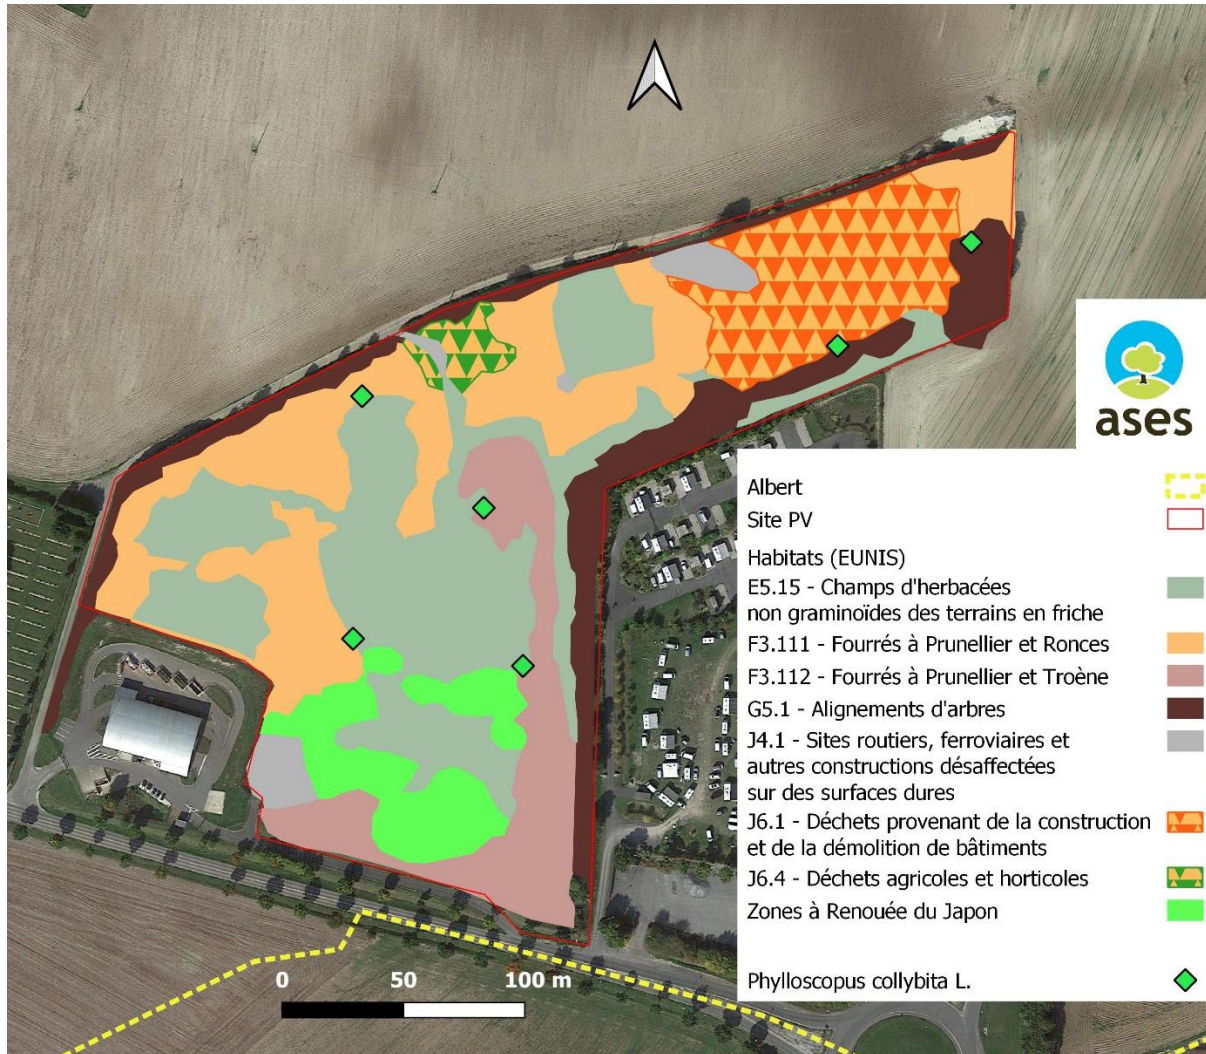 ases
Albert
Site PV
Habitats (EUNIS)
E5.15 - Champs d'herbacées
non graminoïdes des terrains en friche
F3.111 - Fourrés à Prunellier et Ronces
F3.112 - Fourrés à Prunellier et Troène
G5.1 - Alignements d'arbres
J4.1 - Sites routiers, ferroviaires et
autres constructions désaffectées
sur des surfaces dures
J6.1 - Déchets provenant de la construction
et de la démolition de bâtiments
J6.4 - Déchets agricoles et horticoles
Zones à Renouée du Japon
Phylloscopus collybita L.
0 50 100 m